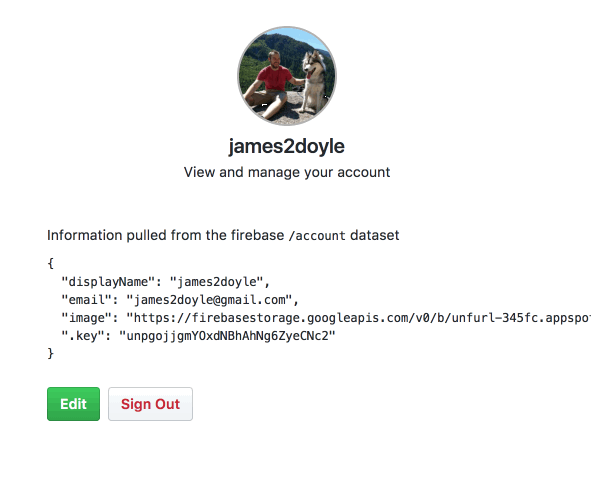 james2doyle
View and manage your account
Information pulled from the firebase /account dataset
{
"displayName": "james2doyle",
"email": "james2doyle@gmail.com",
"image": "https://firebasestorage.googleapis.com/v0/b/unfurl-345fc.appspo
".key": "unpgojjgmYOxdNBhAhNg6ZyeCNc2"
}
Edit Sign Out